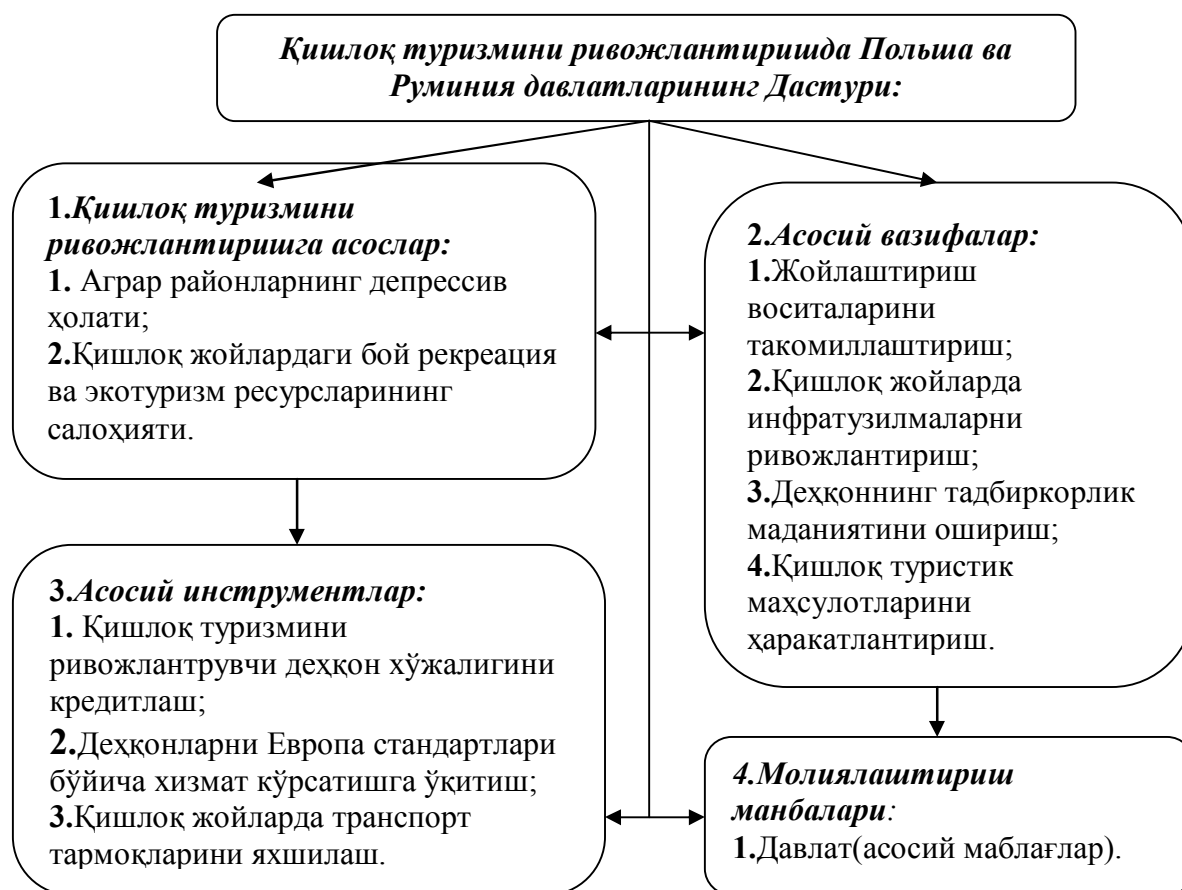 Қишлоқ туризмини ривожлантиришда Польша ва
Руминия давлатларининг Дастури:
1.Қишлоқ туризмини
ривожлантиришга асослар:
1. Аграр районларнинг депрессив
ҳолати;
2.Қишлоқ жойлардаги бой рекреация
ва экотуризм ресурсларининг
салоҳияти.
2.Асосий вазифалар:
1.Жойлаштириш
воситаларини
такомиллаштириш;
2.Қишлоқ жойларда
инфратузилмаларни
ривожлантириш;
3.Деҳқоннинг тадбиркорлик
маданиятини ошириш;
4.Қишлоқ туристик
маҳсулотларини
ҳаракатлантириш.
3.Асосий инструментлар:
1. Қишлоқ туризмини
ривожлантрувчи деҳқон хўжалигини
кредитлаш;
2.Деҳқонларни Европа стандартлари
бўйича хизмат кўрсатишга ўқитиш;
3.Қишлоқ жойларда транспорт
тармоқларини яхшилаш.
4.Молиялаштириш
манбалари:
1.Давлат(асосий маблағлар).